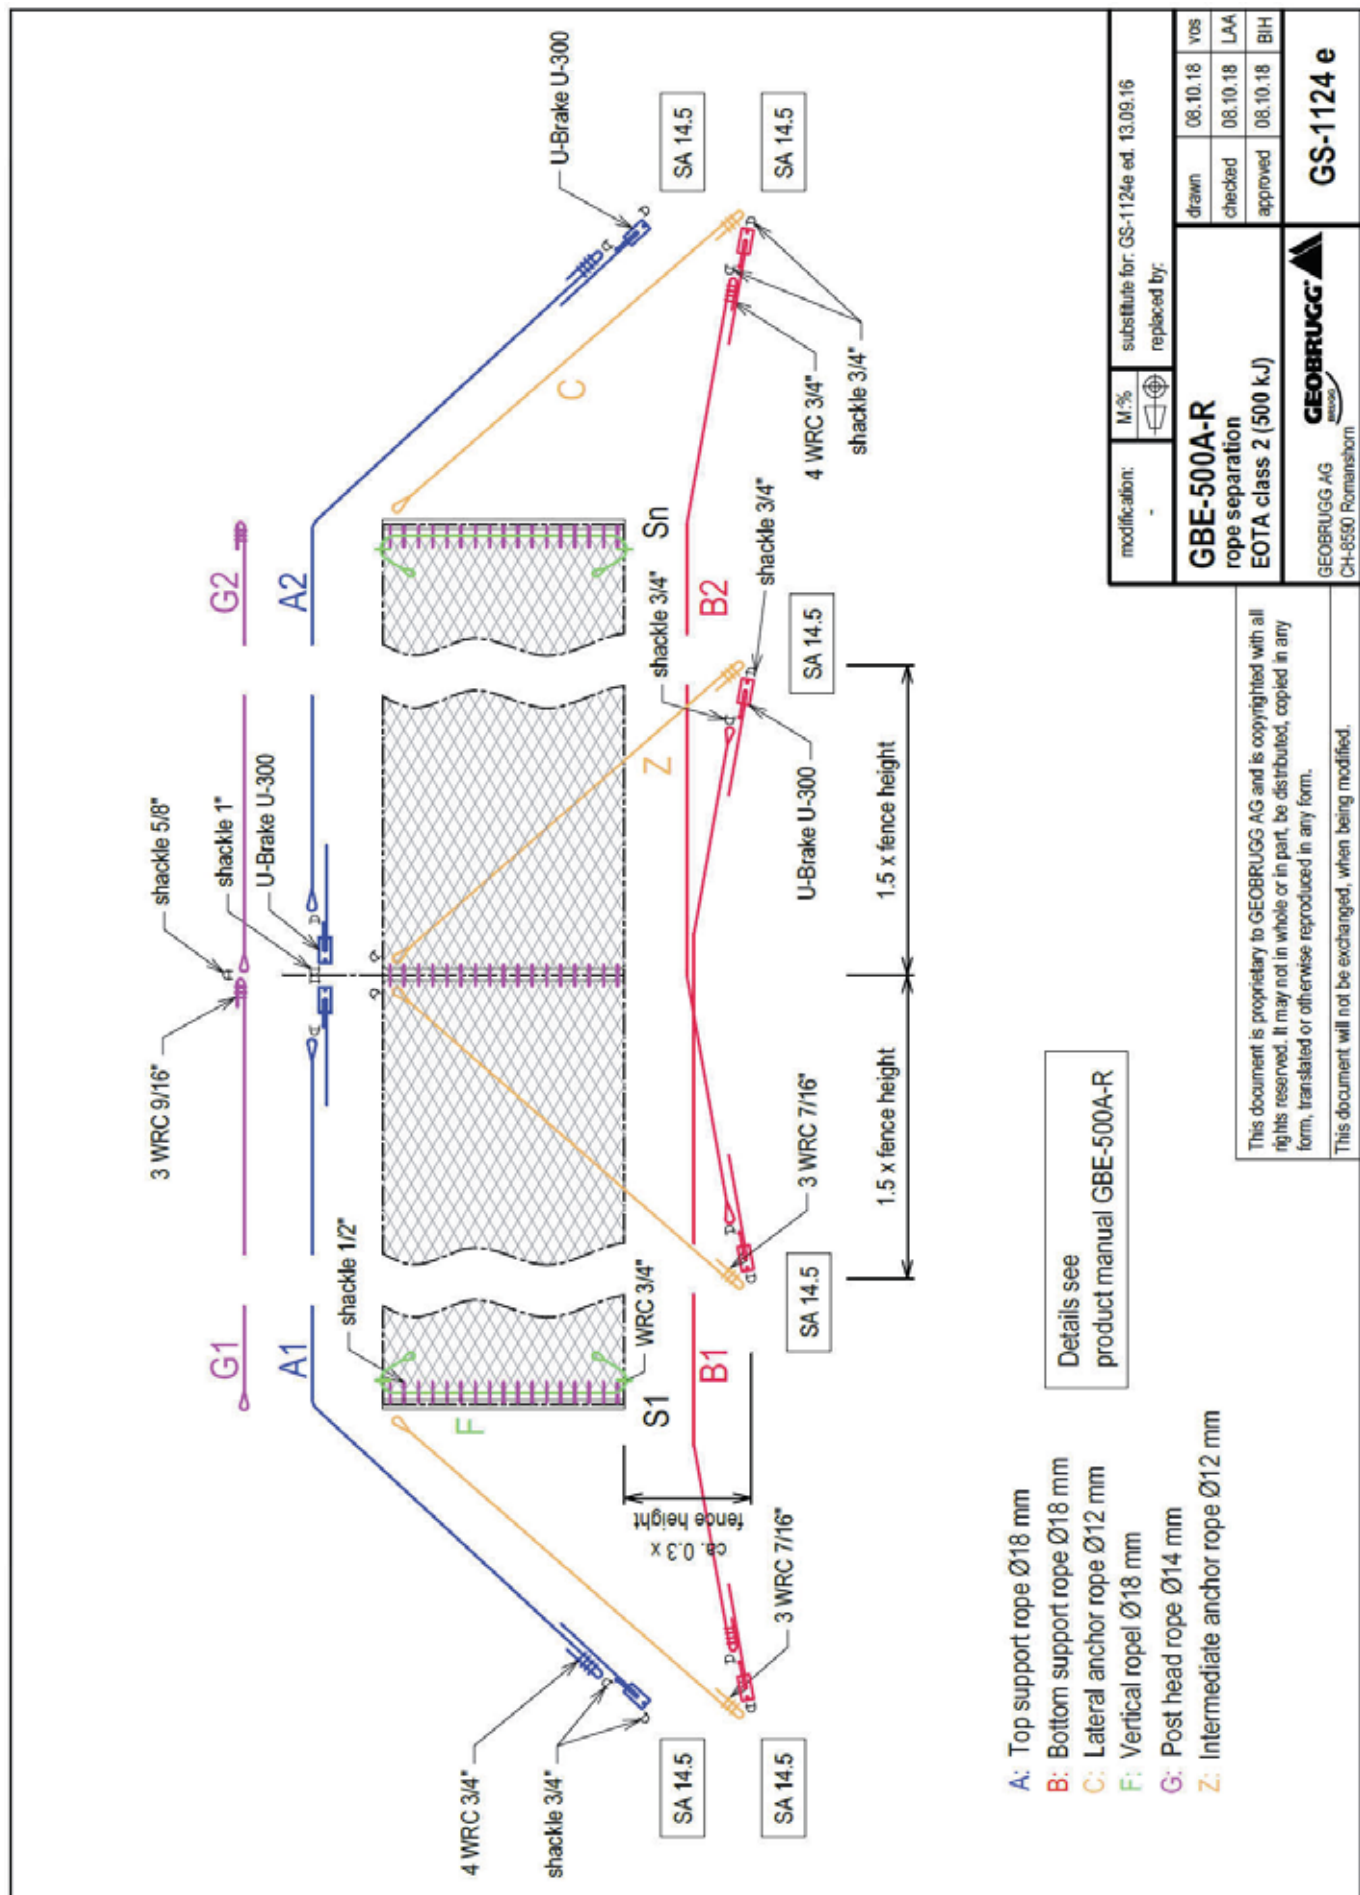 3 WRC 9/16"
shackle 5/8"
shackle 1"
U-Brake U-300
G1
G2
A1
A2
shackle 1/2"
4 WRC 3/4"
shackle 3/4"
U-Brake U-300
F
C
Z
S1
Sn
WRC 3/4"
SA 14.5
SA 14.5
SA 14.5
SA 14.5
ca. 0.3 x
fence height
B1
B2
shackle 3/4"
shackle 3/4"
3 WRC 7/16"
3 WRC 7/16"
SA 14.5
SA 14.5
U-Brake U-300
4 WRC 3/4"
shackle 3/4"
1.5 x fence height
1.5 x fence height
A: Top support rope Ø18 mm
B: Bottom support rope Ø18 mm
C: Lateral anchor rope Ø12 mm
F: Vertical ropel Ø18 mm
G: Post head rope Ø14 mm
Z: Intermediate anchor rope Ø12 mm
Details see
product manual GBE-500A-R
This document is proprietary to GEOBRUGG AG and is copyrighted with all
rights reserved. It may not in whole or in part, be distributed, copied in any
form, translated or otherwise reproduced in any form.
This document will not be exchanged, when being modified.
modification:
-
M:%
substitute for: GS-1124e ed. 13.09.16
replaced by:
GBE-500A-R
rope separation
EOTA class 2 (500 kJ)
drawn 08.10.18 vos
checked 08.10.18 LAA
approved 08.10.18 BIH
GEOBRUGG AG
CH-8590 Romanshorn
GEOBRUGG
BRUGG
GS-1124 e